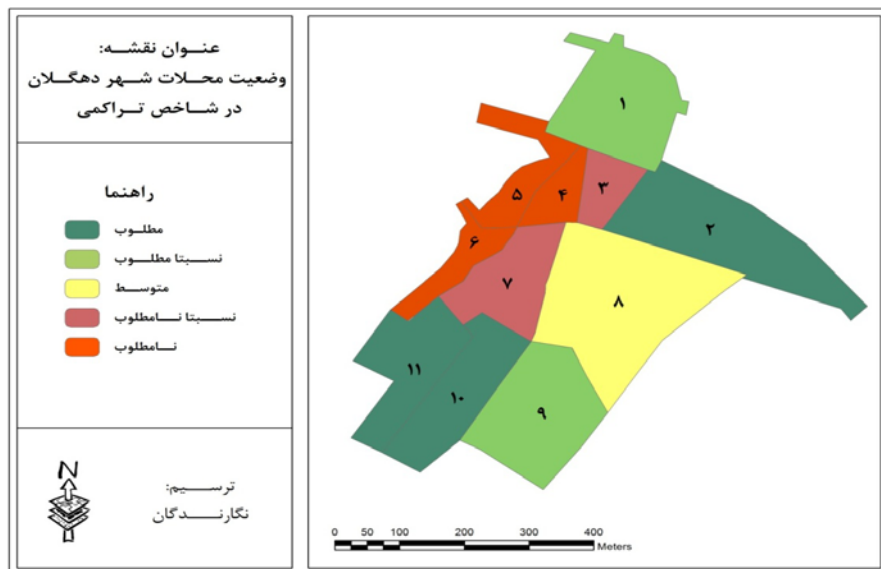 عنوان نقشه:
وضعیت محلات شهر دهگلان
در شاخص تراکمی
راهنما
مطلوب
نسبتا مطلوب
متوسط
نسبتا نامطلوب
نامطلوب
N
ترسیم:
نگارندگان
۱
۲
۳
۴
۵
۶
۷
۸
۹
۱۰
۱۱
0 50 100 200 300 400
Meters